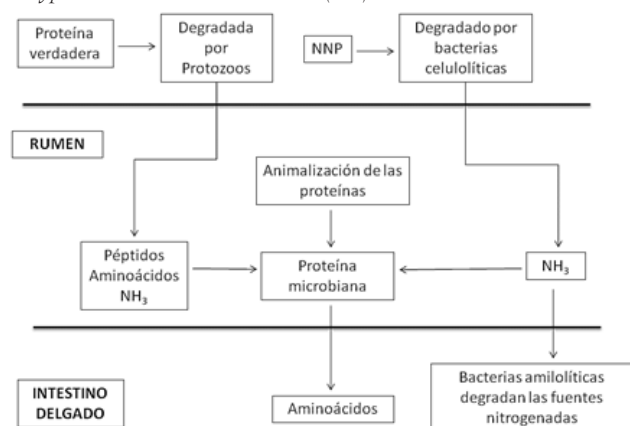 Proteína
verdadera
Degradada
por
Protozoos
NNP
Degradado por
bacterias
celulolíticas
RUMEN
Animalización de las
proteínas
Péptidos
Aminoácidos
NH₃
Proteína
microbiana
NH₃
INTESTINO
DELGADO
Aminoácidos
Bacterias amilolíticas
degradan las fuentes
nitrogenadas